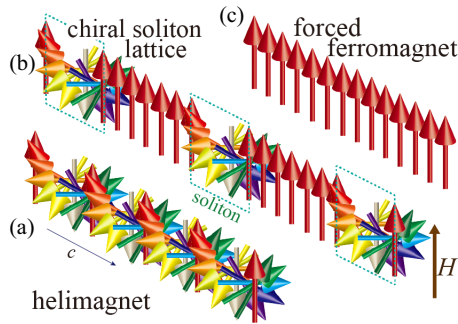 (c)
chiral soliton
lattice
forced
ferromagnet
(b)
soliton
(a)
c
H
helimagnet